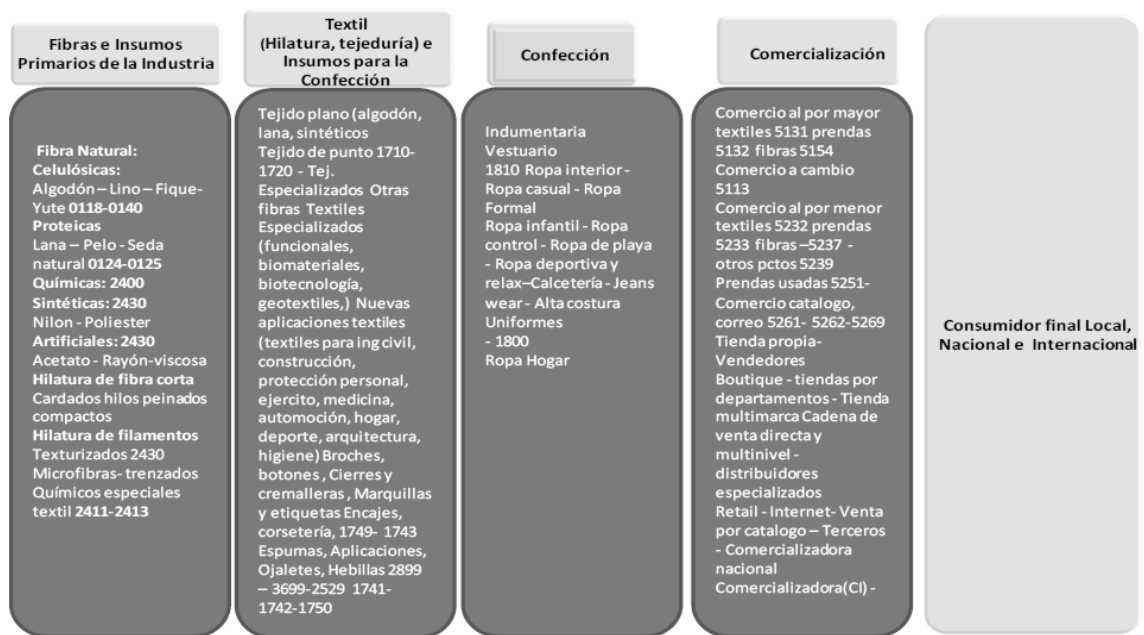 Fibras e Insumos
Primarios de la Industria
Fibra Natural:
Celulósicas:
Algodón – Lino – Fique-
Yute 0118-0140
Proteicas
Lana – Pelo - Seda
natural 0124-0125
Químicas: 2400
Sintéticas: 2430
Nilon - Poliester
Artificiales: 2430
Acetato - Rayón-viscosa
Hilatura de fibra corta
Cardados hilos peinados
compactos
Hilatura de filamentos
Texturizados 2430
Microfibras- trenzados
Químicos especiales
textil 2411-2413
Textil
(Hilatura, tejeduría) e
Insumos para la
Confección
Tejido plano (algodón,
lana, sintéticos
Tejido de punto 1710-
1720 - Tej.
Especializados Otras
fibras Textiles
Especializados
(funcionales,
biomateriales,
biotecnología,
geotextiles,) Nuevas
aplicaciones textiles
(textiles para ing civil,
construcción,
protección personal,
ejercito, medicina,
automoción, hogar,
deporte, arquitectura,
higiene) Broches,
botones , Cierres y
cremalleras , Marquillas
y etiquetas Encajes,
corsetería, 1749- 1743
Espumas, Aplicaciones,
Ojaletes, Hebillas 2899
– 3699-2529 1741-
1742-1750
Confección
Indumentaria
Vestuario
1810 Ropa interior -
Ropa casual - Ropa
Formal
Ropa infantil - Ropa
control - Ropa de playa
- Ropa deportiva y
relax–Calcetería - Jeans
wear - Alta costura
Uniformes
- 1800
Ropa Hogar
Comercialización
Comercio al por mayor
textiles 5131 prendas
5132 fibras 5154
Comercio a cambio
5113
Comercio al por menor
textiles 5232 prendas
5233 fibras –5237 -
otros pctos 5239
Prendas usadas 5251-
Comercio catalogo,
correo 5261- 5262-5269
Tienda propia-
Vendedores
Boutique - tiendas por
departamentos - Tienda
multimarca Cadena de
venta directa y
multinivel -
distribuidores
especializados
Retail - Internet- Venta
por catalogo – Terceros
- Comercializadora
nacional
Comercializadora(CI) -
Consumidor final Local,
Nacional e Internacional